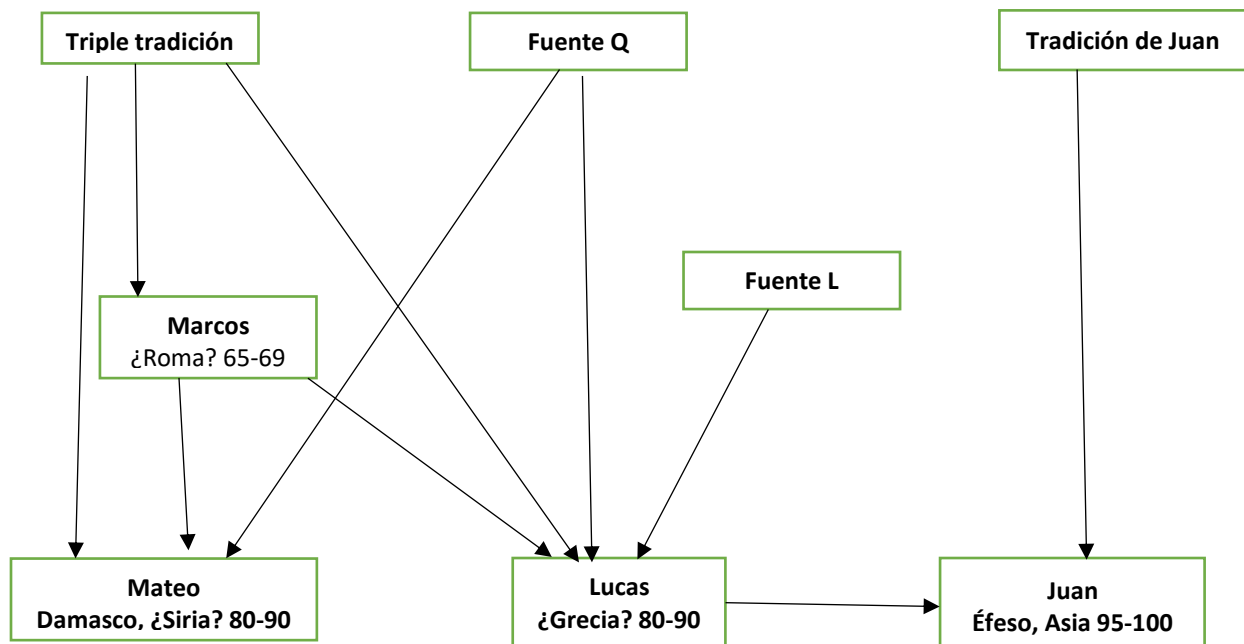 Triple tradición
Fuente Q
Tradición de Juan
Fuente L
Marcos
¿Roma? 65-69
Mateo
Damasco, ¿Siria? 80-90
Lucas
¿Grecia? 80-90
Juan
Éfeso, Asia 95-100